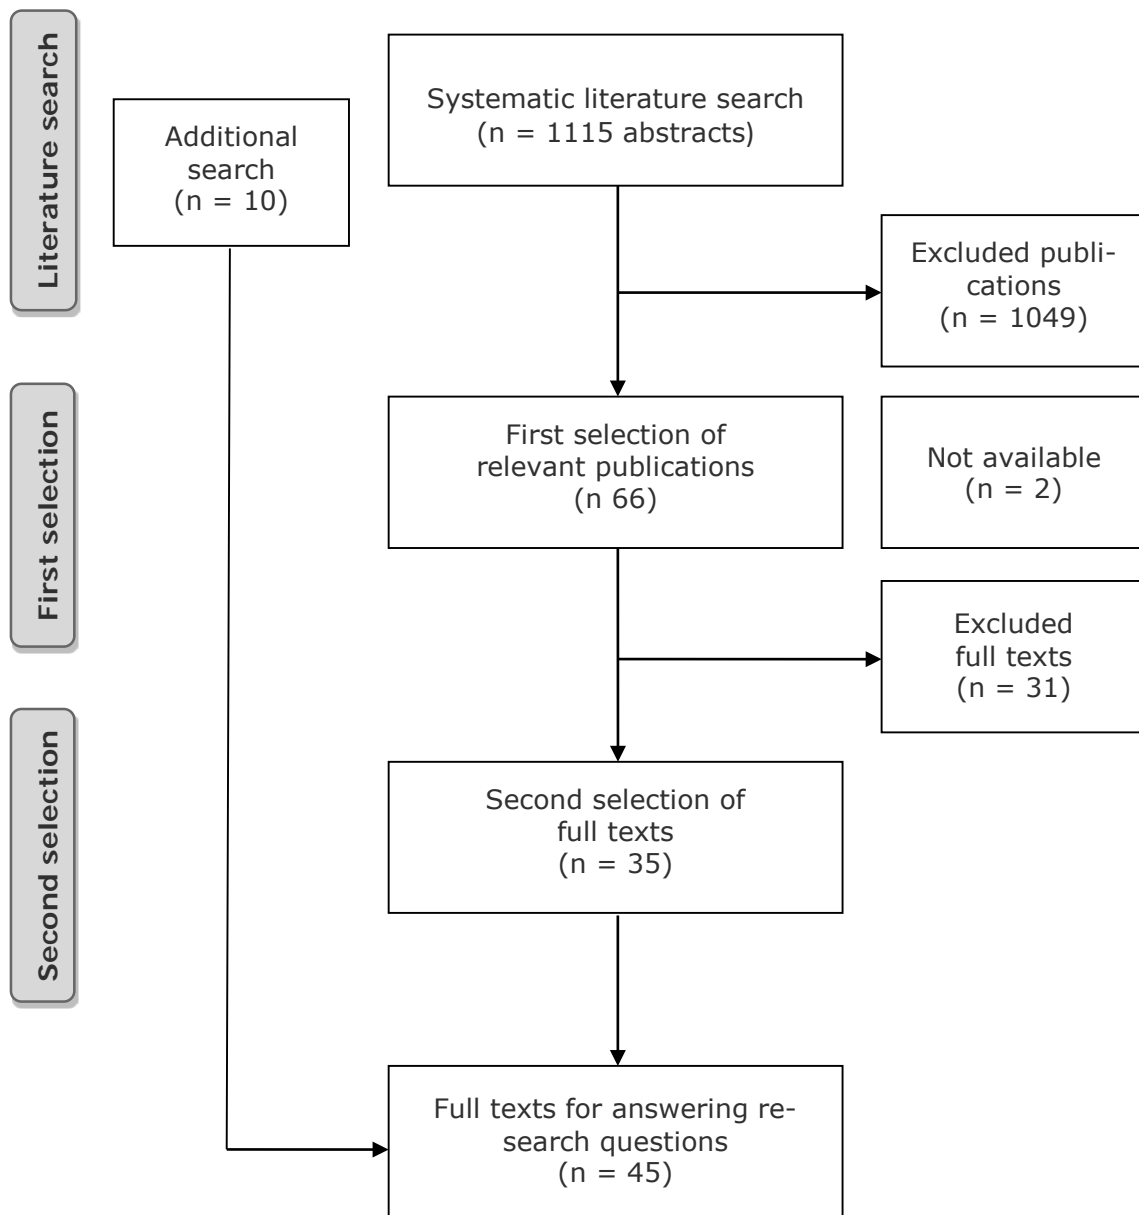 Literature search
Additional
search
(n = 10)
Systematic literature search
(n = 1115 abstracts)
Excluded publi-
cations
(n = 1049)
First selection
First selection of
relevant publications
(n 66)
Not available
(n = 2)
Excluded
full texts
(n = 31)
Second selection
Second selection of
full texts
(n = 35)
Full texts for answering re-
search questions
(n = 45)